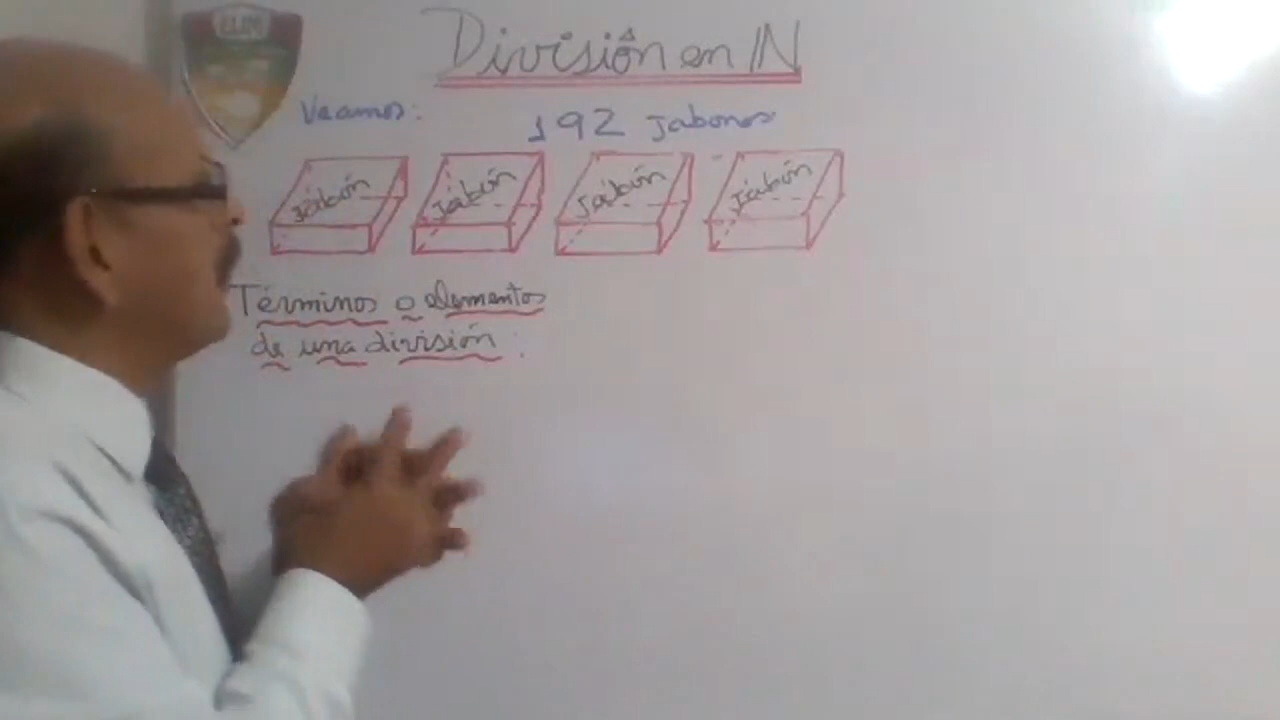 División en IN
Veamos:
192 Jabones
Jabón Jabón Jabón Jabón
Términos o elementos
de una división: